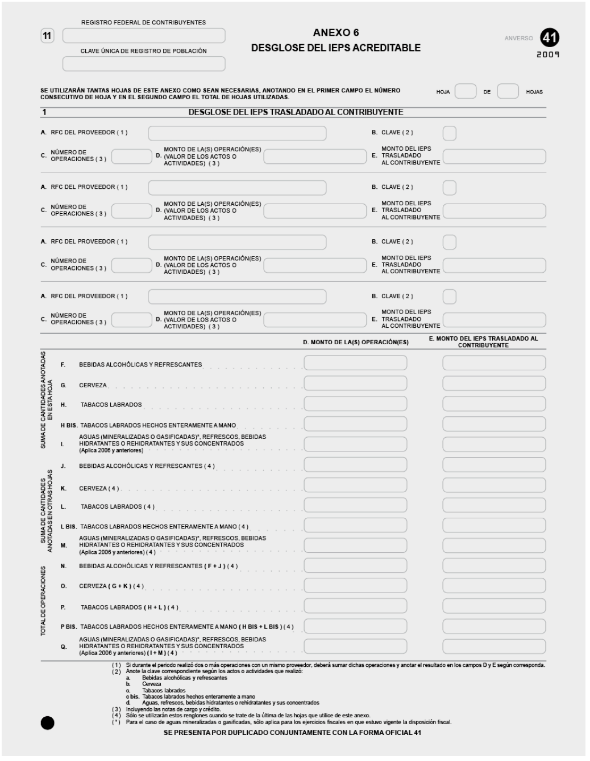 REGISTRO FEDERAL DE CONTRIBUYENTES
11
CLAVE ÚNICA DE REGISTRO DE POBLACIÓN
ANEXO 6
DESGLOSE DEL IEPS ACREDITABLE
ANVERSO 41
2009
SE UTILIZARÁN TANTAS HOJAS DE ESTE ANEXO COMO SEAN NECESARIAS, ANOTANDO EN EL PRIMER CAMPO EL NÚMERO
CONSECUTIVO DE HOJA Y EN EL SEGUNDO CAMPO EL TOTAL DE HOJAS UTILIZADAS.
HOJA DE HOJAS
1 DESGLOSE DEL IEPS TRASLADADO AL CONTRIBUYENTE
A. RFC DEL PROVEEDOR ( 1 ) B. CLAVE ( 2 )
C. NÚMERO DE OPERACIONES ( 3 )
D. MONTO DE LA(S) OPERACIÓN(ES) (VALOR DE LOS ACTOS O ACTIVIDADES) ( 3 )
E. MONTO DEL IEPS TRASLADADO AL CONTRIBUYENTE
A. RFC DEL PROVEEDOR ( 1 ) B. CLAVE ( 2 )
C. NÚMERO DE OPERACIONES ( 3 )
D. MONTO DE LA(S) OPERACIÓN(ES) (VALOR DE LOS ACTOS O ACTIVIDADES) ( 3 )
E. MONTO DEL IEPS TRASLADADO AL CONTRIBUYENTE
A. RFC DEL PROVEEDOR ( 1 ) B. CLAVE ( 2 )
C. NÚMERO DE OPERACIONES ( 3 )
D. MONTO DE LA(S) OPERACIÓN(ES) (VALOR DE LOS ACTOS O ACTIVIDADES) ( 3 )
E. MONTO DEL IEPS TRASLADADO AL CONTRIBUYENTE
A. RFC DEL PROVEEDOR ( 1 ) B. CLAVE ( 2 )
C. NÚMERO DE OPERACIONES ( 3 )
D. MONTO DE LA(S) OPERACIÓN(ES) (VALOR DE LOS ACTOS O ACTIVIDADES) ( 3 )
E. MONTO DEL IEPS TRASLADADO AL CONTRIBUYENTE
D. MONTO DE LA(S) OPERACIÓN(ES)
E. MONTO DEL IEPS TRASLADADO AL
CONTRIBUYENTE
SUMA DE CANTIDADES ANOTADAS
EN ESTA HOJA
F. BEBIDAS ALCOHÓLICAS Y REFRESCANTES
G. CERVEZA
H. TABACOS LABRADOS
H BIS. TABACOS LABRADOS HECHOS ENTERAMENTE A MANO
I. AGUAS (MINERALIZADAS O GASIFICADAS)*, REFRESCOS, BEBIDAS
HIDRATANTES O REHIDRATANTES Y SUS CONCENTRADOS
(Aplica 2006 y anteriores)
SUMA DE CANTIDADES
ANOTADAS EN OTRAS HOJAS
J. BEBIDAS ALCOHÓLICAS Y REFRESCANTES ( 4 )
K. CERVEZA ( 4 )
L. TABACOS LABRADOS ( 4 )
L BIS. TABACOS LABRADOS HECHOS ENTERAMENTE A MANO ( 4 )
M. AGUAS (MINERALIZADAS O GASIFICADAS)*, REFRESCOS, BEBIDAS
HIDRATANTES O REHIDRATANTES Y SUS CONCENTRADOS
(Aplica 2006 y anteriores) ( 4 )
TOTAL DE OPERACIONES
N. BEBIDAS ALCOHÓLICAS Y REFRESCANTES ( F + J ) ( 4 )
D. CERVEZA ( G + K ) ( 4 )
P. TABACOS LABRADOS ( H + L ) ( 4 )
P BIS. TABACOS LABRADOS HECHOS ENTERAMENTE A MANO ( H BIS + L BIS ) ( 4 )
Q. AGUAS (MINERALIZADAS O GASIFICADAS)*, REFRESCOS, BEBIDAS
HIDRATANTES O REHIDRATANTES Y SUS CONCENTRADOS
(Aplica 2006 y anteriores) ( I + M ) ( 4 )
( 1 ) Si durante el periodo realizó dos o más operaciones con un mismo proveedor, deberá sumar dichas operaciones y anotar el resultado en los campos D y E según corresponda.
( 2 ) Anote la clave correspondiente según los actos o actividades que realizó:
a. Bebidas alcohólicas y refrescantes
b. Cerveza
c. Tabacos labrados
c bis. Tabacos labrados hechos enteramente a mano
d. Aguas, refrescos, bebidas hidratantes o rehidratantes y sus concentrados
( 3 ) Incluyendo las notas de cargo y crédito.
( 4 ) Sólo se utilizarán estos renglones cuando se trate de la última de las hojas que utilice de este anexo.
( * ) Para el caso de aguas mineralizadas o gasificadas, sólo aplica para los ejercicios fiscales en que estuvo vigente la disposición fiscal.
SE PRESENTA POR DUPLICADO CONJUNTAMENTE CON LA FORMA OFICIAL 41